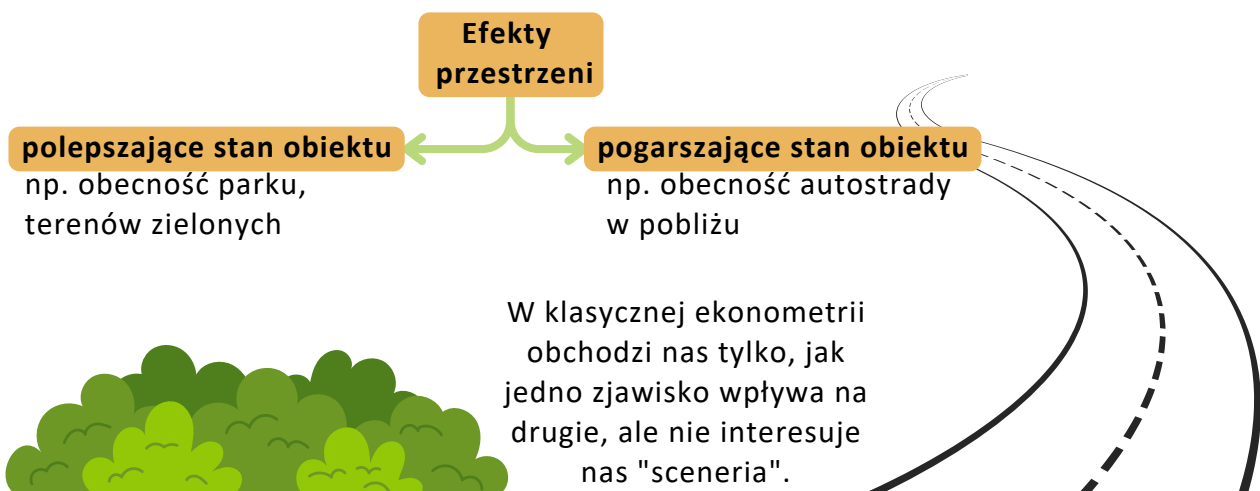 Efekty
przestrzeni
polepszające stan obiektu
np. obecność parku,
terenów zielonych
pogarszające stan obiektu
np. obecność autostrady
w pobliżu
W klasycznej ekonometrii
obchodzi nas tylko, jak
jedno zjawisko wpływa na
drugie, ale nie interesuje
nas "sceneria".